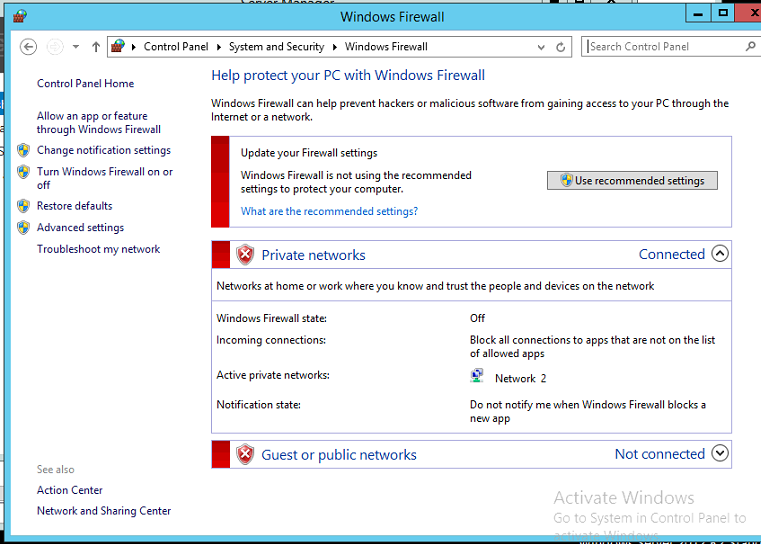 Server Manager
Windows Firewall
Control Panel
System and Security
Windows Firewall
Search Control Panel
Control Panel Home
Allow an app or feature
through Windows Firewall
Change notification settings
Turn Windows Firewall on or
off
Restore defaults
Advanced settings
Troubleshoot my network
Help protect your PC with Windows Firewall
Windows Firewall can help prevent hackers or malicious software from gaining access to your PC through the
Internet or a network.
Update your Firewall settings
Windows Firewall is not using the recommended
settings to protect your computer.
Use recommended settings
What are the recommended settings?
Private networks Connected
Networks at home or work where you know and trust the people and devices on the network
Windows Firewall state: Off
Incoming connections: Block all connections to apps that are not on the list
of allowed apps
Active private networks: Network 2
Notification state: Do not notify me when Windows Firewall blocks a
new app
Guest or public networks Not connected
See also
Action Center
Network and Sharing Center
Activate Windows
Go to System in Control Panel to
activate Windows.